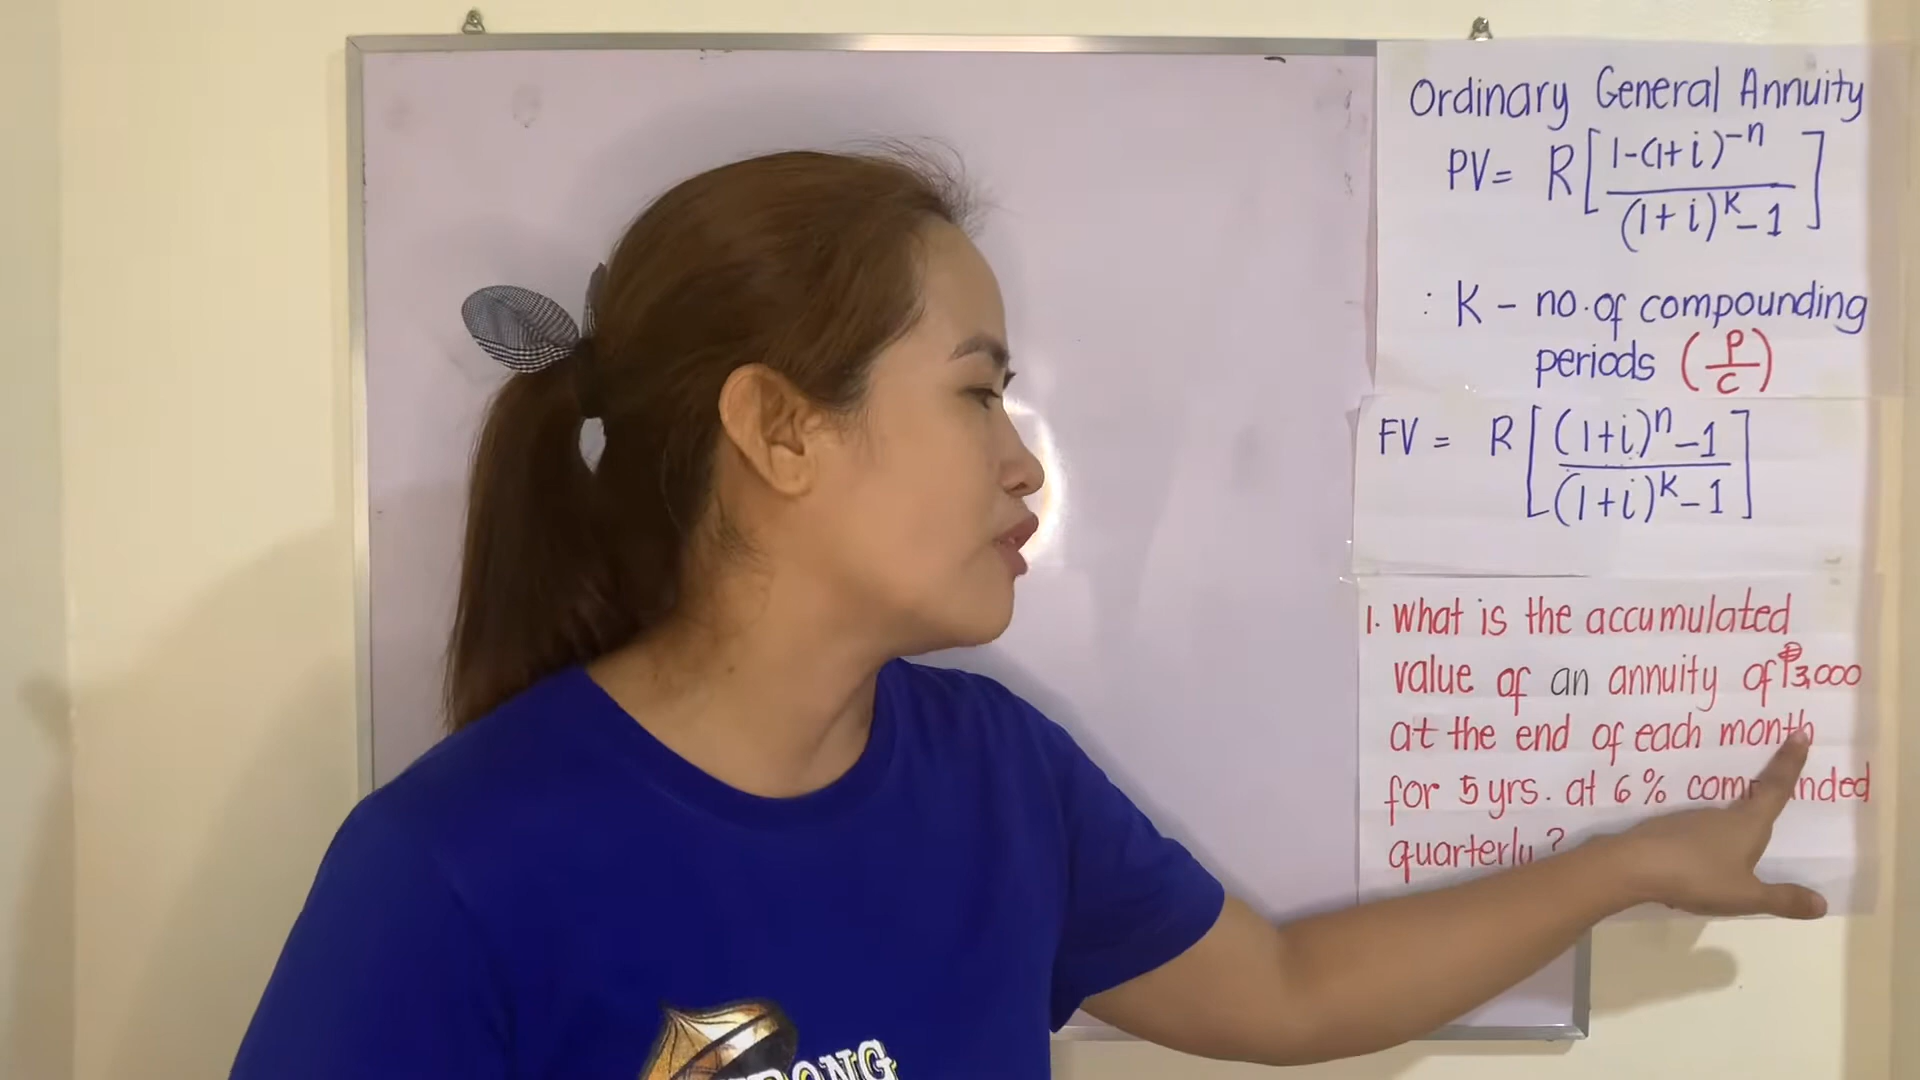 Ordinary General Annuity
PV = R[1-(1+i)^-n / (1+i)^k - 1]
: K - no. of compounding
periods (P/c)
FV = R[(1+i)^n - 1 / (1+i)^k - 1]
1. What is the accumulated
value of an annuity of ₱3,000
at the end of each month
for 5 yrs. at 6% compounded
quarterly?